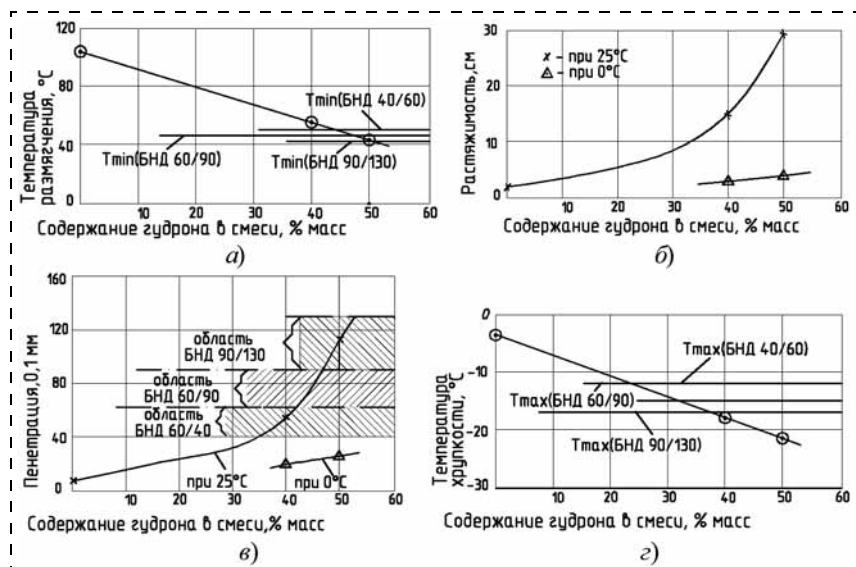 120
80
40
0
Температура
размягчения, °С
Tmin(БНД 40/60)
Tmin(БНД 60/90)
Tmin(БНД 90/130)
10 20 30 40 50 60
Содержание гудрона в смеси, % масс
а)
30
25
20
15
10
5
0
Растяжимость,см
× - при 25°С
△ - при 0°С
10 20 30 40 50 60
Содержание гудрона в смеси, % масс
б)
160
120
80
40
0
Пенетрация,0,1 мм
область
БНД 90/130
область
БНД 60/90
область
БНД 60/40
при 25°С
при 0°С
10 20 30 40 50 60
Содержание гудрона в смеси,% масс
в)
0
-10
-20
-30
Температура
хрупкости, °С
Tmax(БНД 40/60)
Tmax(БНД 60/90)
Tmax(БНД 90/130)
10 20 30 40 50 60
Содержание гудрона в смеси, % масс
г)